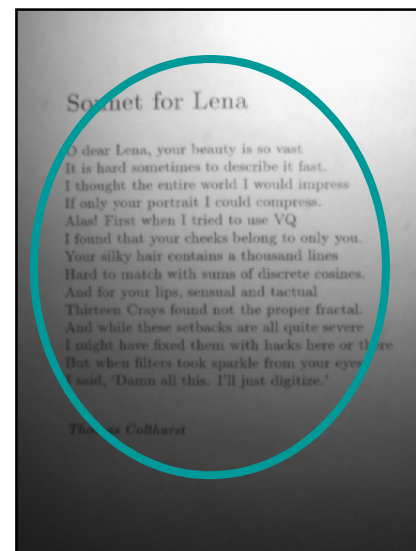 Sonnet for Lena
O dear Lena, your beauty is so vast
It is hard sometimes to describe it fast.
I thought the entire world I would impress
If only your portrait I could compress.
Alas! First when I tried to use VQ
I found that your cheeks belong to only you.
Your silky hair contains a thousand lines
Hard to match with sums of discrete cosines.
And for your lips, sensual and tactual
Thirteen Crays found not the proper fractal.
And while these setbacks are all quite severe
I might have fixed them with hacks here or there
But when filters took sparkle from your eyes
I said, 'Damn all this. I'll just digitize.'
Thomas Colthurst